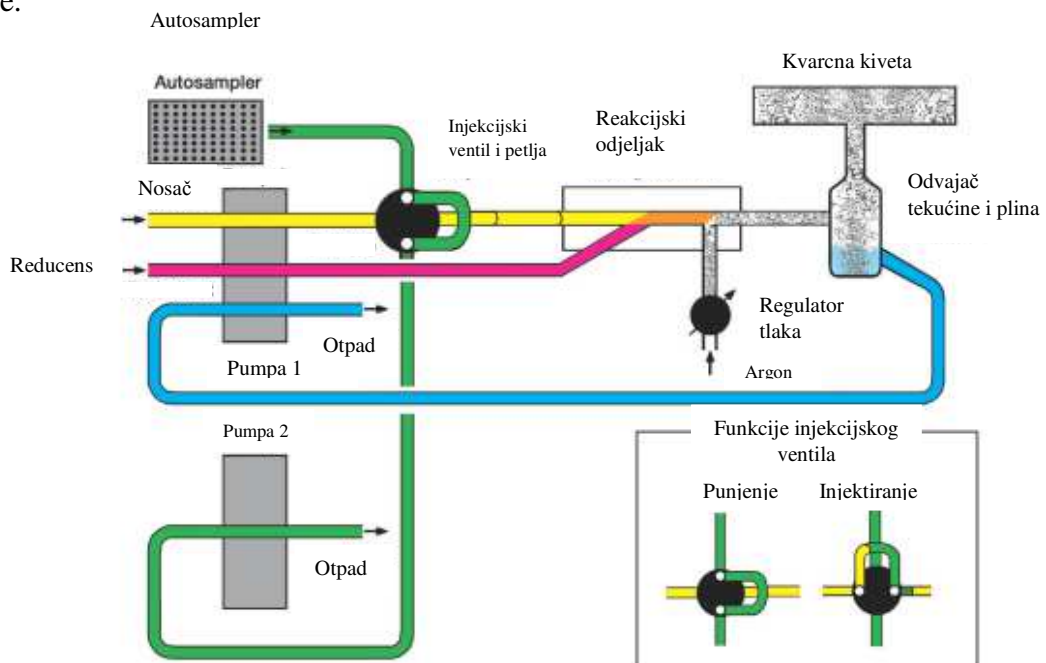 e.
Autosampler
Autosampler
Kvarcna kiveta
Injekcijski
ventil i petlja
Reakcijski
odjeljak
Nosač
Odvajač
tekućine i plina
Reducens
Regulator
tlaka
Otpad
Pumpa 1
Argon
Pumpa 2
Funkcije injekcijskog
ventila
Punjenje
Injektiranje
Otpad